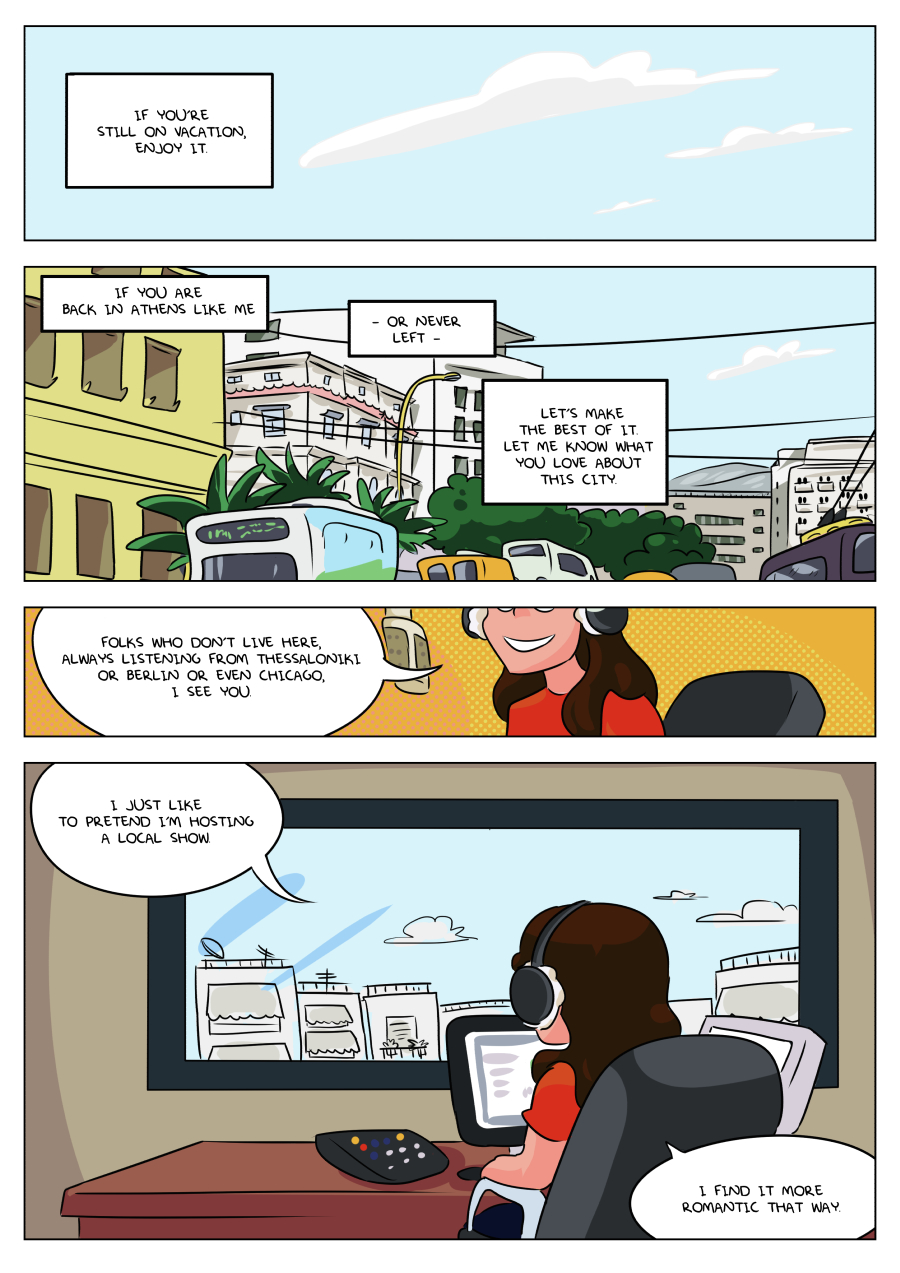 IF YOU'RE
STILL ON VACATION,
ENJOY IT.
IF YOU ARE
BACK IN ATHENS LIKE ME
- OR NEVER
LEFT -
LET'S MAKE
THE BEST OF IT.
LET ME KNOW WHAT
YOU LOVE ABOUT
THIS CITY.
FOLKS WHO DON'T LIVE HERE,
ALWAYS LISTENING FROM THESSALONIKI
OR BERLIN OR EVEN CHICAGO,
I SEE YOU.
I JUST LIKE
TO PRETEND I'M HOSTING
A LOCAL SHOW.
I FIND IT MORE
ROMANTIC THAT WAY.